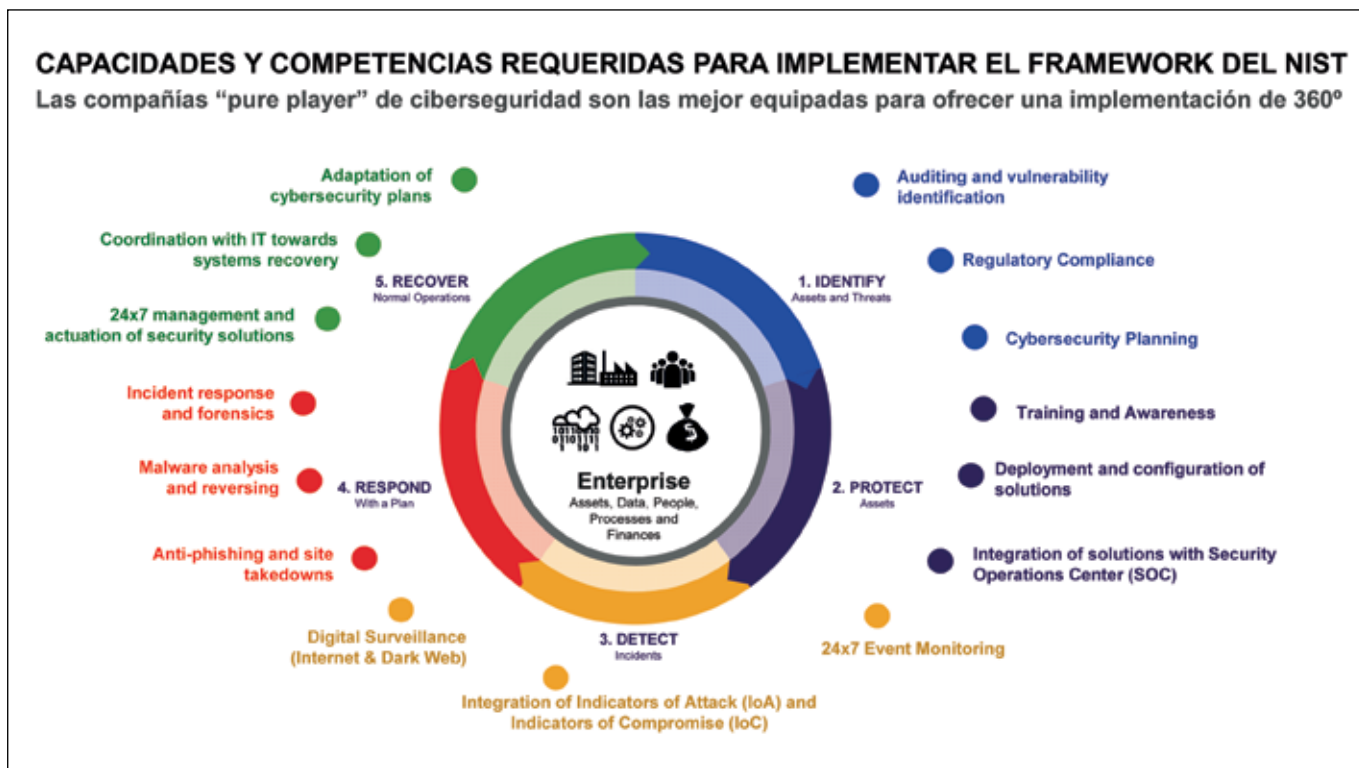 CAPACIDADES Y COMPETENCIAS REQUERIDAS PARA IMPLEMENTAR EL FRAMEWORK DEL NIST
Las compañías “pure player” de ciberseguridad son las mejor equipadas para ofrecer una implementación de 360º
Auditing and vulnerability
identification
Regulatory Compliance
Cybersecurity Planning
1. IDENTIFY
Assets and Threats
Training and Awareness
Deployment and configuration of
solutions
Integration of solutions with Security
Operations Center (SOC)
2. PROTECT
Assets
24x7 Event Monitoring
Integration of Indicators of Attack (IoA) and
Indicators of Compromise (IoC)
Digital Surveillance
(Internet & Dark Web)
3. DETECT
Incidents
Anti-phishing and site
takedowns
Malware analysis
and reversing
Incident response
and forensics
4. RESPOND
With a Plan
24x7 management and
actuation of security solutions
Coordination with IT towards
systems recovery
Adaptation of
cybersecurity plans
5. RECOVER
Normal Operations
Enterprise
Assets, Data, People,
Processes and
Finances